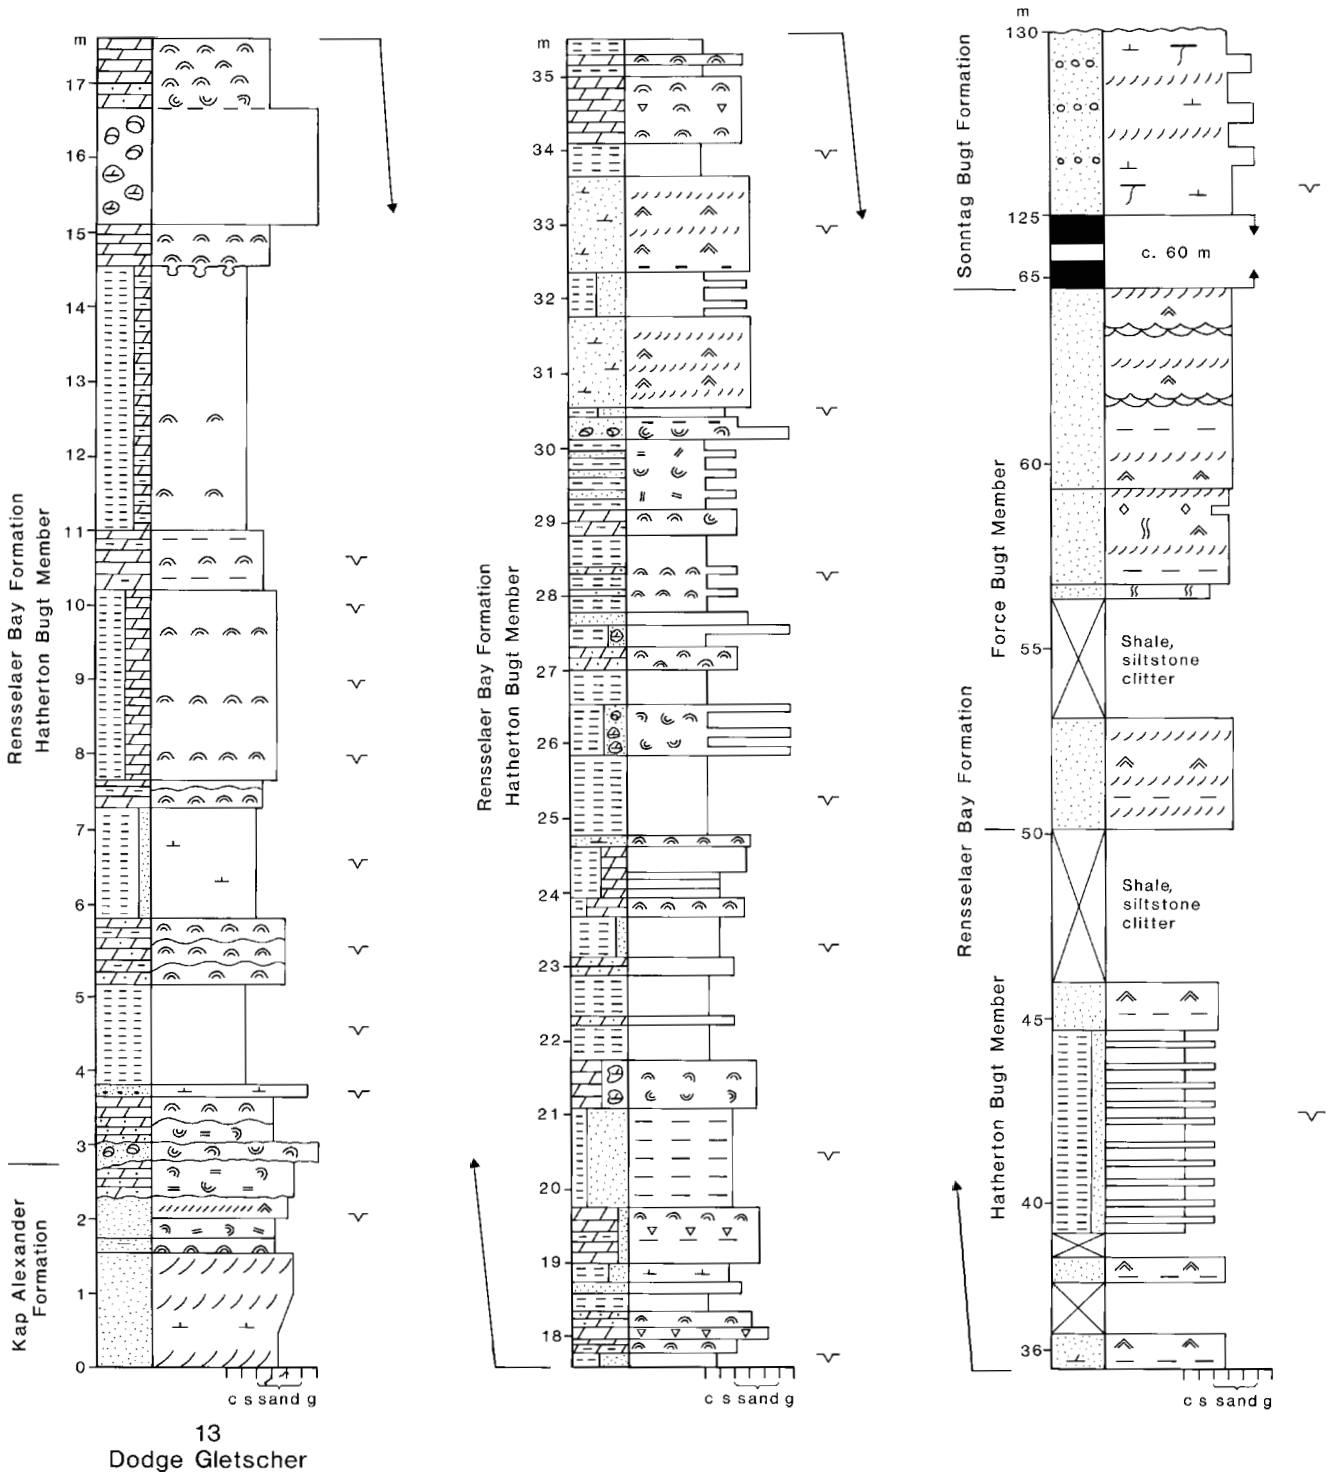 m
17
16
15
14
13
12
11
10
9
8
7
6
5
4
3
2
1
0
Rensselaer Bay Formation
Hatherton Bugt Member
Kap Alexander
Formation
c s sand g
13
Dodge Gletscher
m
35
34
33
32
31
30
29
28
27
26
25
24
23
22
21
20
19
18
Rensselaer Bay Formation
Hatherton Bugt Member
c s sand g
m
130
125
65
60
55
50
45
40
36
Sonntag Bugt Formation
Force Bugt Member
Rensselaer Bay Formation
Hatherton Bugt Member
c. 60 m
Shale,
siltstone
clitter
Shale,
siltstone
clitter
c s sand g